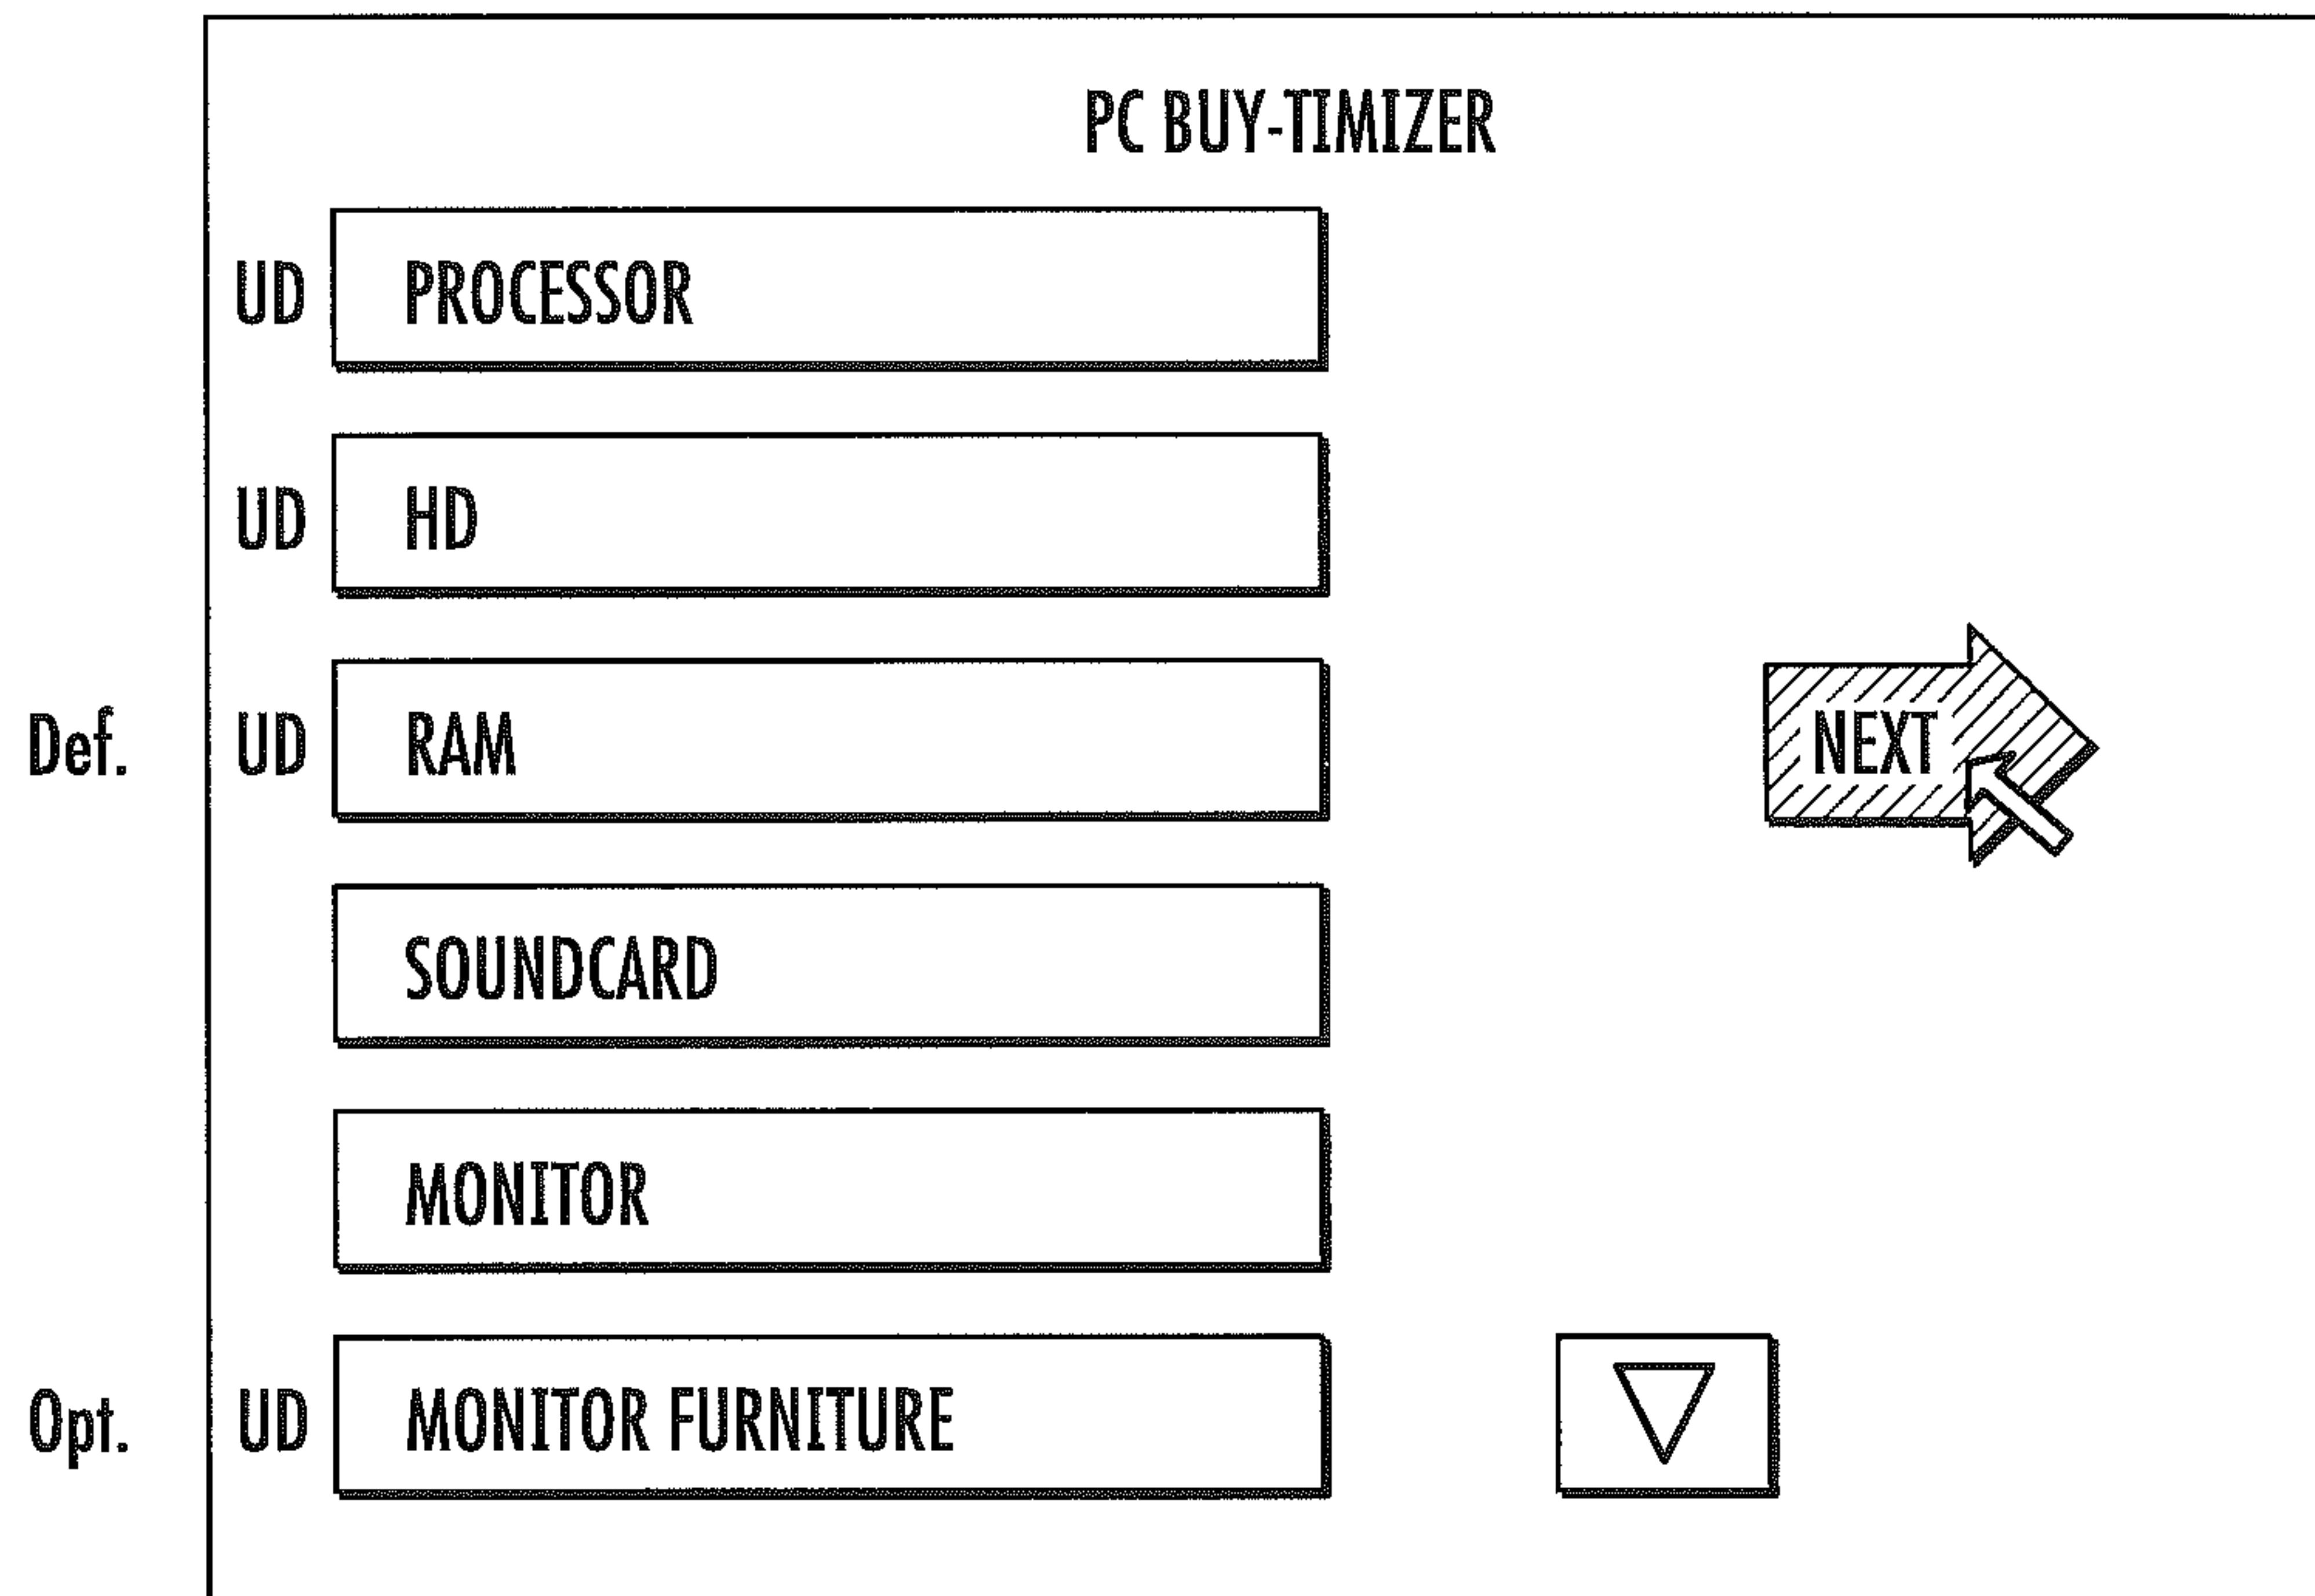 PC BUY-TIMIZER
UD PROCESSOR
UD HD
Def. UD RAM
NEXT
SOUNDCARD
MONITOR
Opt. UD MONITOR FURNITURE